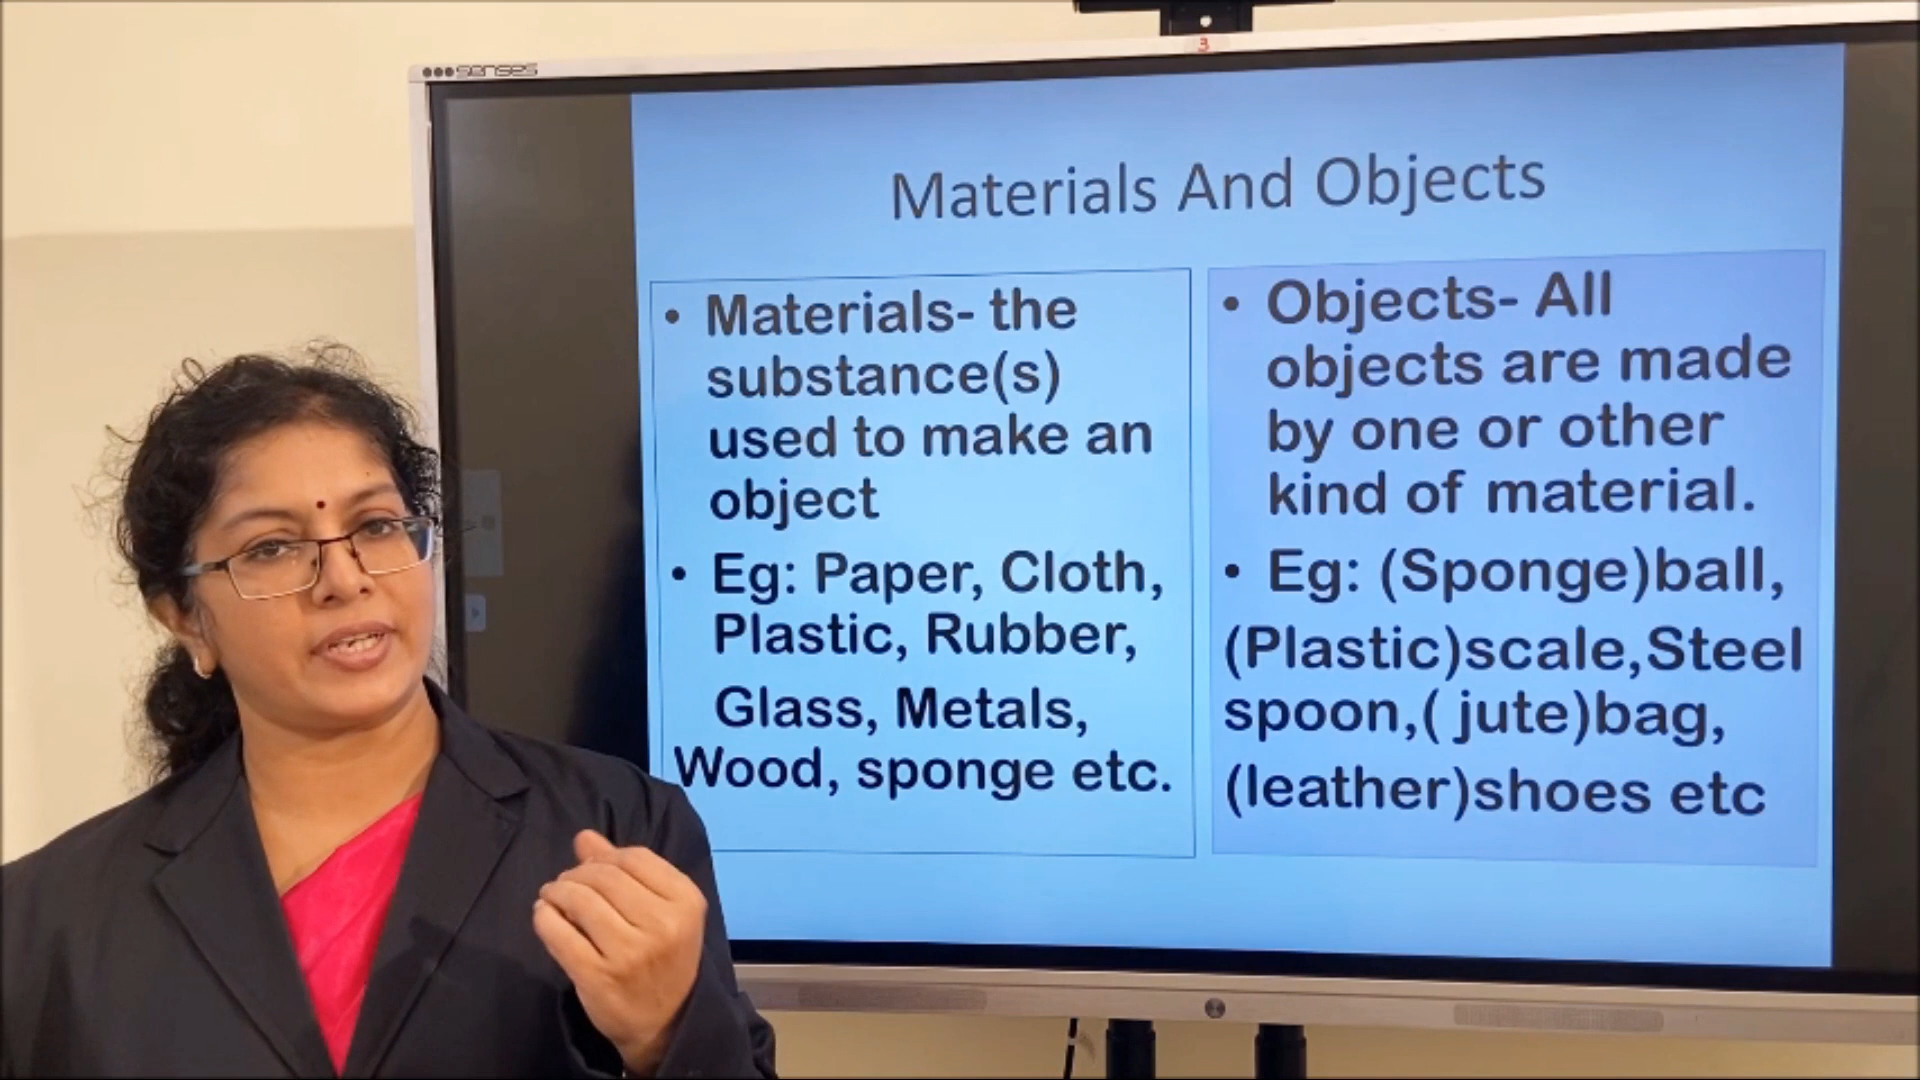 senses
3
Materials And Objects
• Materials- the
substance(s)
used to make an
object
• Eg: Paper, Cloth,
Plastic, Rubber,
Glass, Metals,
Wood, sponge etc.
• Objects- All
objects are made
by one or other
kind of material.
• Eg: (Sponge)ball,
(Plastic)scale,Steel
spoon,( jute)bag,
(leather)shoes etc